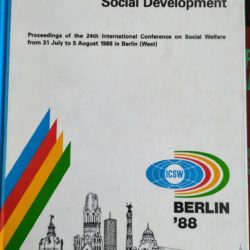 Social Development
Proceedings of the 24th International Conference on Social Welfare
from 31 July to 5 August 1988 in Berlin (West)
ICSW
BERLIN
'88